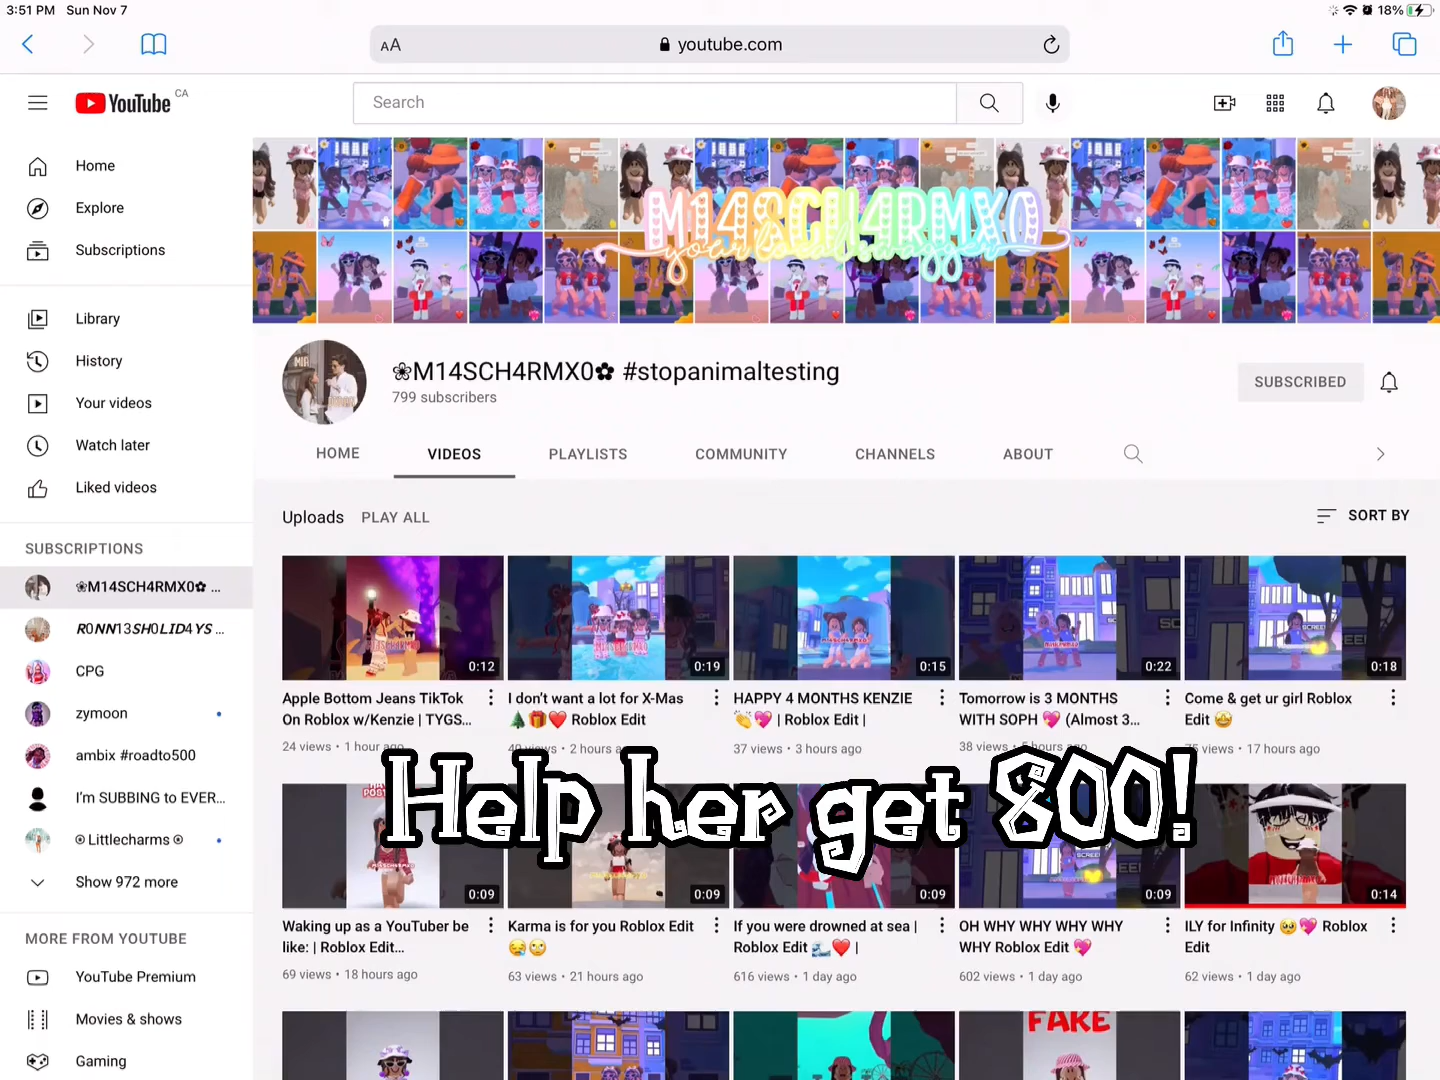 3:51 PM Sun Nov 7
18%
AA
youtube.com
YouTube CA
Search
Home
Explore
Subscriptions
Library
History
Your videos
Watch later
Liked videos
SUBSCRIPTIONS
❀M14SCH4RMX0✿ ...
R0NN13SH0LID4YS ...
CPG
zymoon
ambix #roadto500
I'm SUBBING to EVER...
⊙Littlecharms⊙
Show 972 more
MORE FROM YOUTUBE
YouTube Premium
Movies & shows
Gaming
M14SCH4RMX0
your local swagger
❀M14SCH4RMX0✿ #stopanimaltesting
799 subscribers
SUBSCRIBED
HOME
VIDEOS
PLAYLISTS
COMMUNITY
CHANNELS
ABOUT
Uploads
PLAY ALL
SORT BY
0:12
Apple Bottom Jeans TikTok
On Roblox w/Kenzie | TYGS...
24 views • 1 hour ago
0:19
I don't want a lot for X-Mas
🎄🎁❤️ Roblox Edit
40 views • 2 hours ago
0:15
HAPPY 4 MONTHS KENZIE
👏💖 | Roblox Edit |
37 views • 3 hours ago
0:22
Tomorrow is 3 MONTHS
WITH SOPH 💖 (Almost 3...
38 views • 5 hours ago
0:18
Come & get ur girl Roblox
Edit 🤩
75 views • 17 hours ago
Help her get 800!
0:09
Waking up as a YouTuber be
like: | Roblox Edit...
69 views • 18 hours ago
0:09
Karma is for you Roblox Edit
😪🙄
63 views • 21 hours ago
0:09
If you were drowned at sea |
Roblox Edit 🌊❤️ |
616 views • 1 day ago
0:09
OH WHY WHY WHY WHY
WHY Roblox Edit 💖
602 views • 1 day ago
0:14
ILY for Infinity 🥺💖 Roblox
Edit
62 views • 1 day ago
FAKE